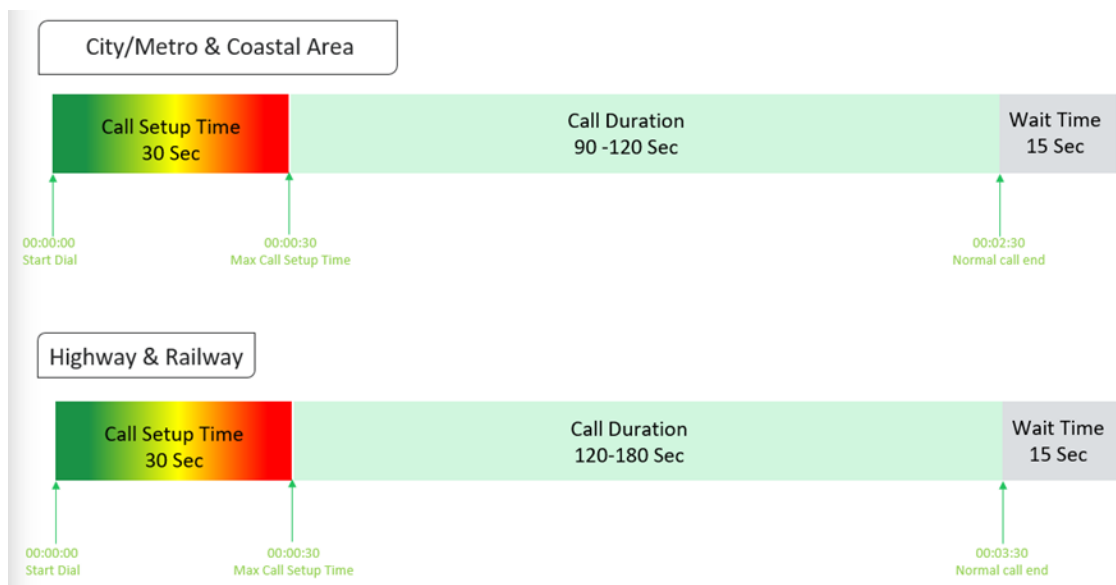 City/Metro & Coastal Area
Call Setup Time
30 Sec
Call Duration
90 -120 Sec
Wait Time
15 Sec
00:00:00
Start Dial
00:00:30
Max Call Setup Time
00:02:30
Normal call end
Highway & Railway
Call Setup Time
30 Sec
Call Duration
120-180 Sec
Wait Time
15 Sec
00:00:00
Start Dial
00:00:30
Max Call Setup Time
00:03:30
Normal call end